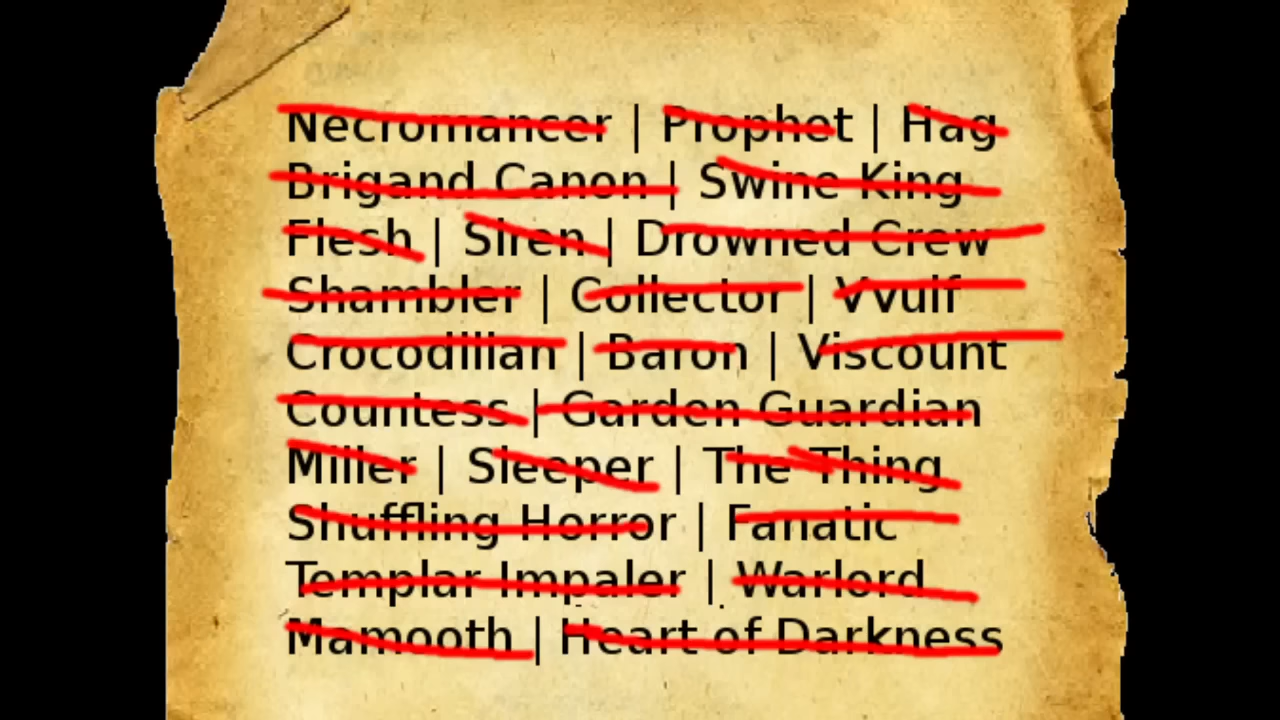 Necromancer | Prophet | Hag
Brigand Canon | Swine King
Flesh | Siren | Drowned Crew
Shambler | Collector | Vvulf
Crocodilian | Baron | Viscount
Countess | Garden Guardian
Miller | Sleeper | The Thing
Shuffling Horror | Fanatic
Templar Impaler | Warlord
Mamooth | Heart of Darkness